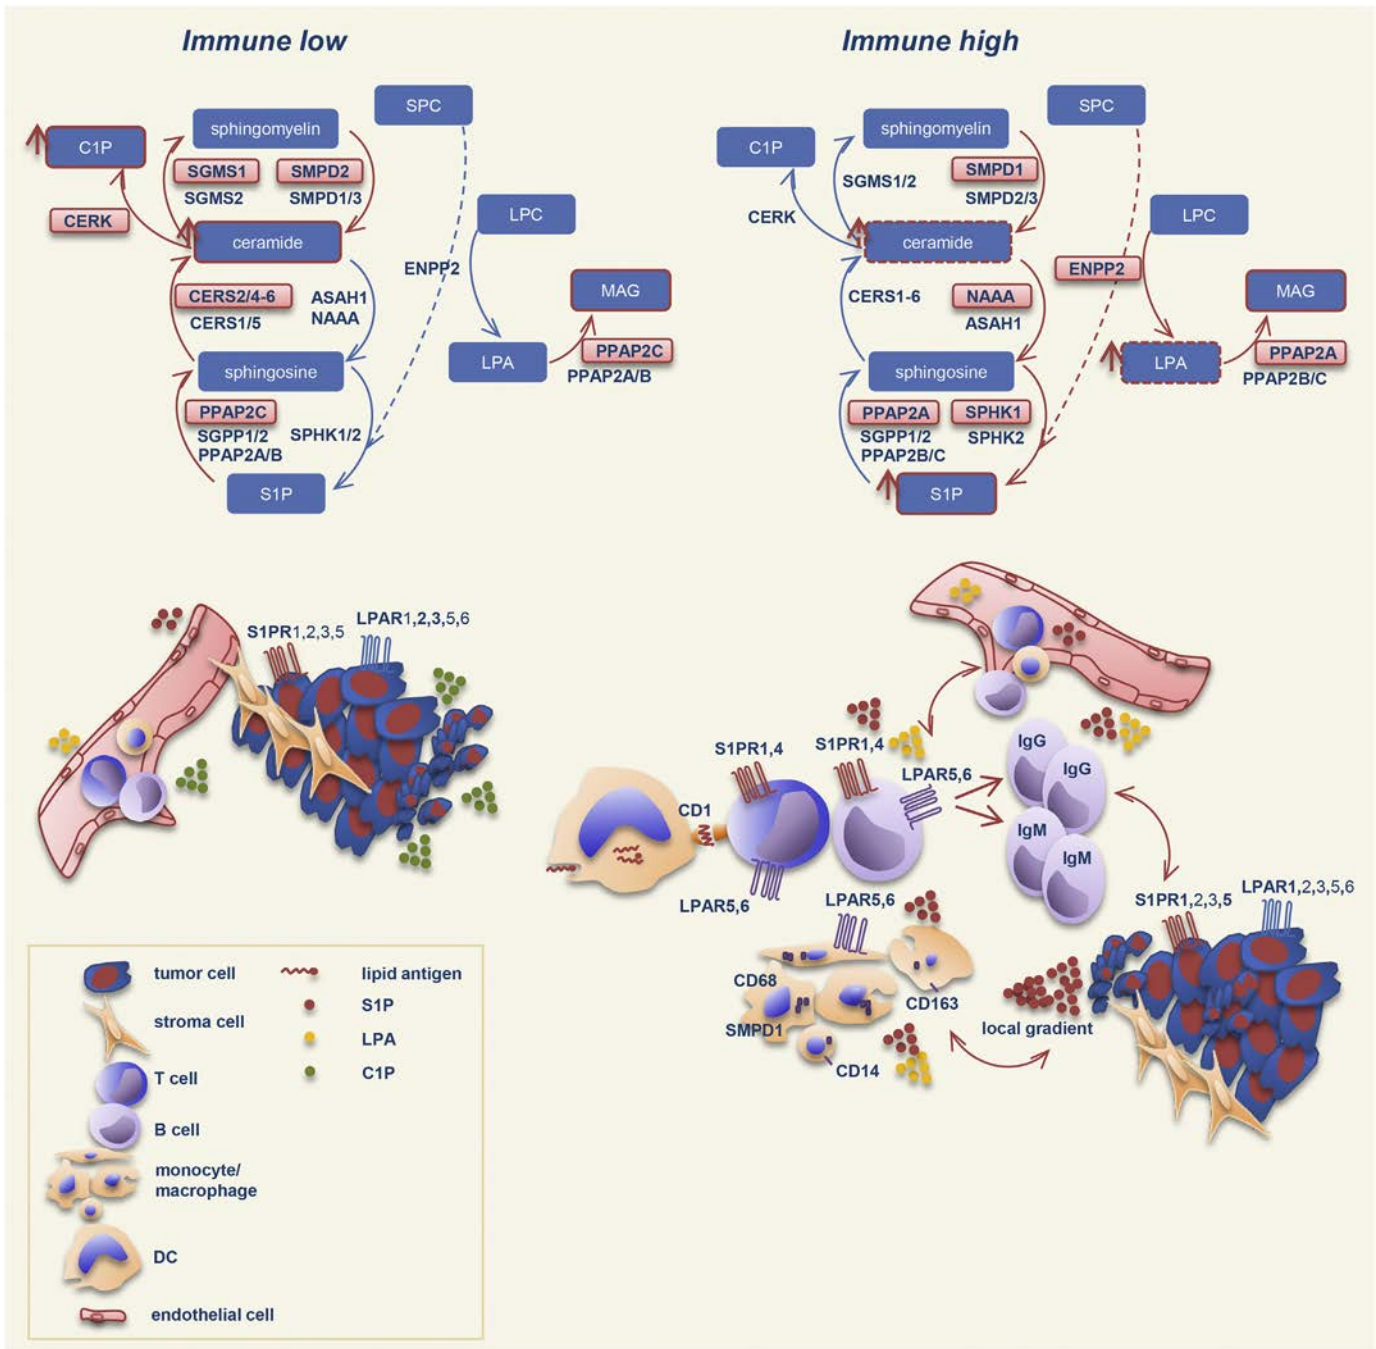 Immune low
SPC
sphingomyelin
C1P
SGMS1
SMPD2
SGMS2
SMPD1/3
CERK
LPC
ceramide
ENPP2
CERS2/4-6
ASAH1
CERS1/5
NAAA
MAG
PPAP2C
LPA
PPAP2A/B
sphingosine
PPAP2C
SGPP1/2
SPHK1/2
PPAP2A/B
S1P
Immune high
SPC
sphingomyelin
C1P
SMPD1
SGMS1/2
SMPD2/3
CERK
LPC
ceramide
ENPP2
CERS1-6
NAAA
ASAH1
MAG
PPAP2A
LPA
PPAP2B/C
sphingosine
PPAP2A
SPHK1
SGPP1/2
SPHK2
PPAP2B/C
S1P
S1PR1,2,3,5
LPAR1,2,3,5,6
S1PR1,4
S1PR1,4
LPAR5,6
CD1
IgG
IgG
IgM
IgM
LPAR5,6
LPAR5,6
S1PR1,2,3,5
LPAR1,2,3,5,6
CD68
SMPD1
CD163
CD14
local gradient
tumor cell
stroma cell
T cell
B cell
monocyte/
macrophage
DC
endothelial cell
lipid antigen
S1P
LPA
C1P